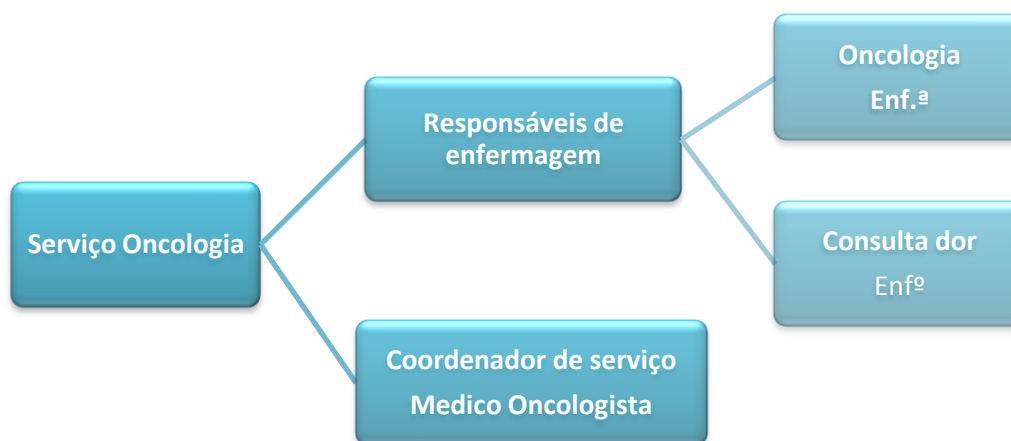 Serviço Oncologia
Responsáveis de
enfermagem
Coordenador de serviço
Medico Oncologista
Oncologia
Enf.ª
Consulta dor
Enfº